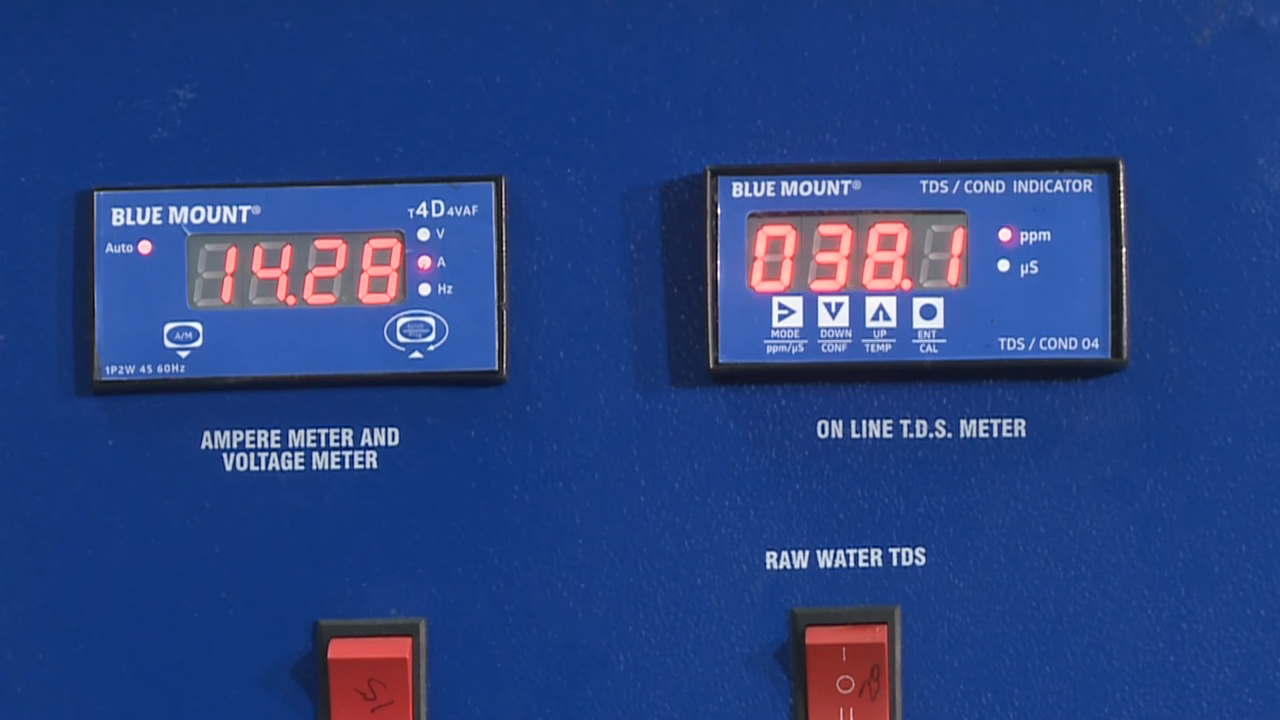 BLUE MOUNT®
T4D4VAF
Auto
14.28
V
A
Hz
A/M
1P2W 45 60Hz
AMPERE METER AND
VOLTAGE METER
BLUE MOUNT®
TDS / COND INDICATOR
038.1
ppm
µS
MODE DOWN UP ENT
ppm/µS CONF TEMP CAL
TDS / COND 04
ON LINE T.D.S. METER
RAW WATER TDS